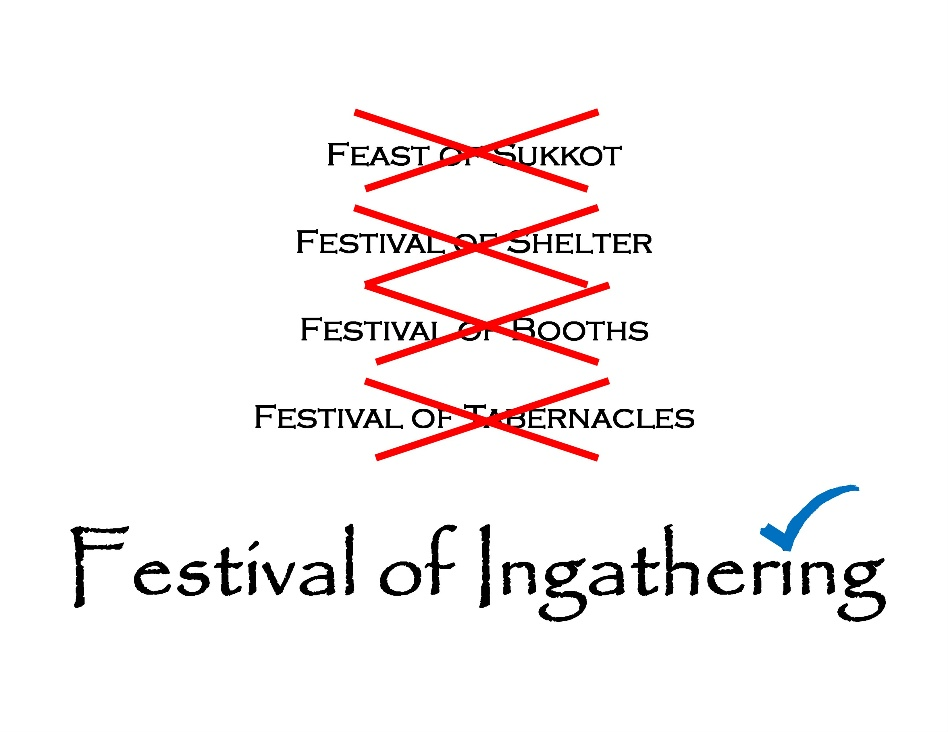 Feast of Sukkot
Festival of Shelter
Festival of Booths
Festival of Tabernacles
Festival of Ingathering